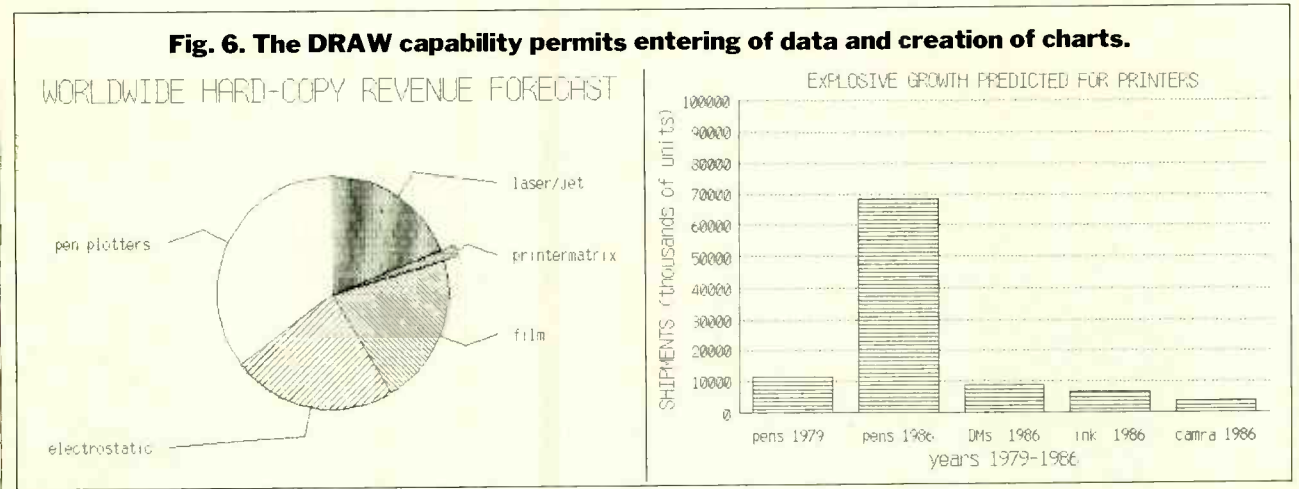 Fig. 6. The DRAW capability permits entering of data and creation of charts.
WORLDWIDE HARD-COPY REVENUE FORECAST
laser/jet
pen plotters
printermatrix
film
electrostatic
EXPLOSIVE GROWTH PREDICTED FOR PRINTERS
SHIPMENTS (thousands of units)
100000
90000
80000
70000
60000
50000
40000
30000
20000
10000
0
pens 1979 pens 1986 DMs 1986 ink 1986 camra 1986
years 1979-1986